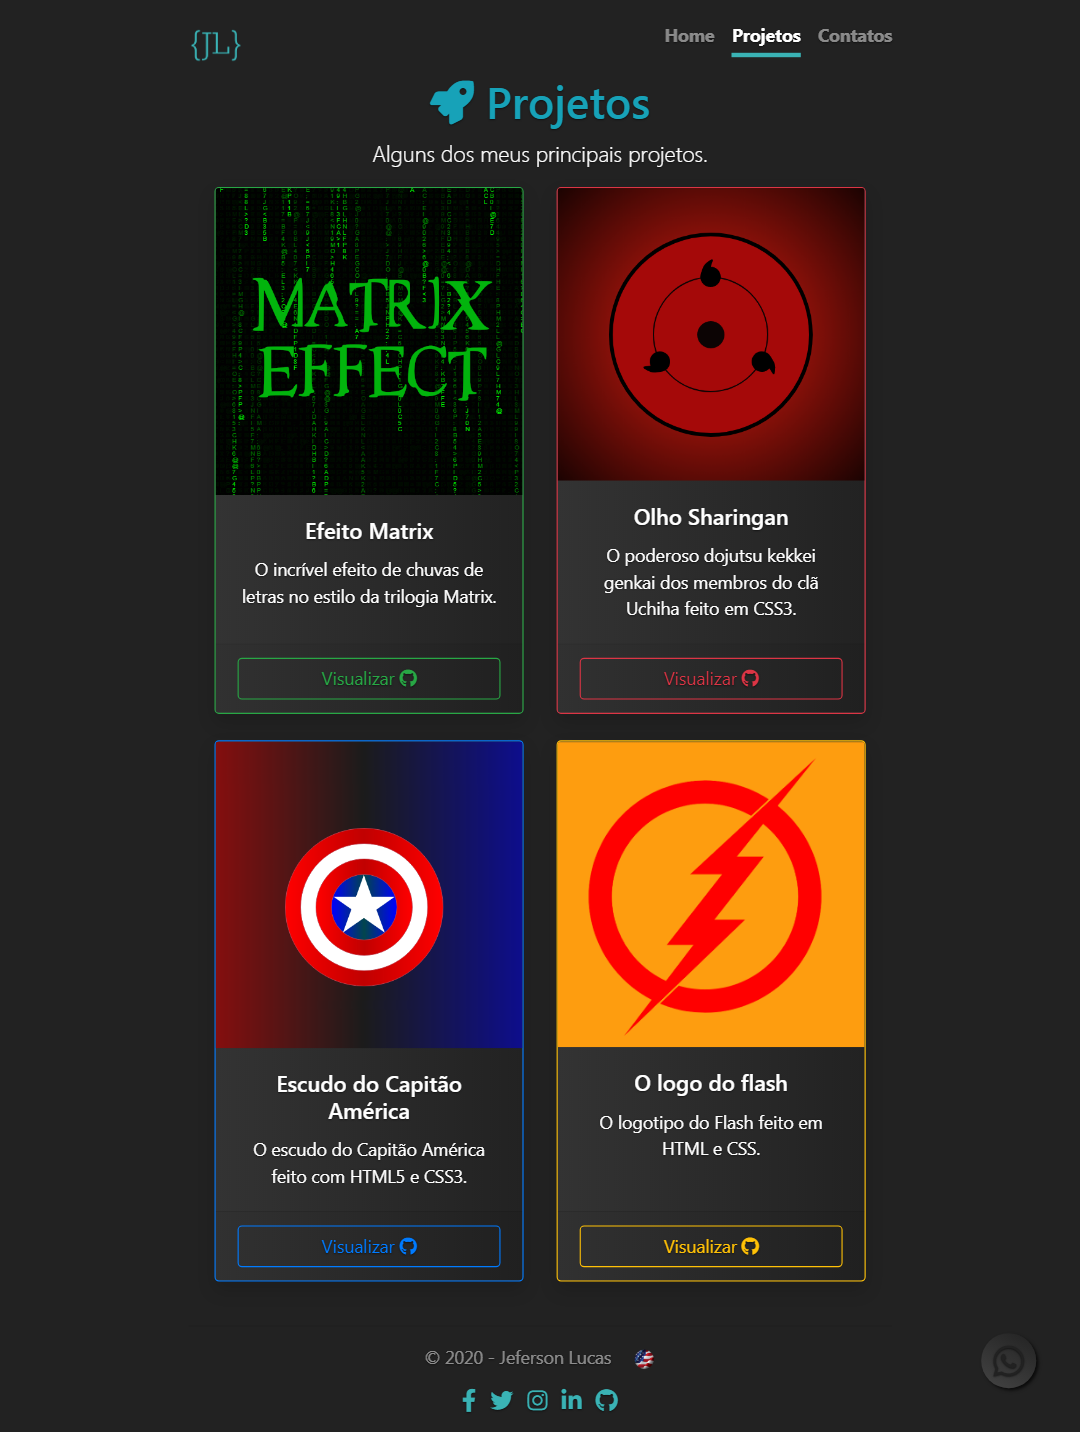 {JL}
Home Projetos Contatos
Projetos
Alguns dos meus principais projetos.
MATRIX
EFFECT
Efeito Matrix
O incrível efeito de chuvas de
letras no estilo da trilogia Matrix.
Visualizar
Olho Sharingan
O poderoso dojutsu kekkei
genkai dos membros do clã
Uchiha feito em CSS3.
Visualizar
Escudo do Capitão
América
O escudo do Capitão América
feito com HTML5 e CSS3.
Visualizar
O logo do flash
O logotipo do Flash feito em
HTML e CSS.
Visualizar
© 2020 - Jeferson Lucas